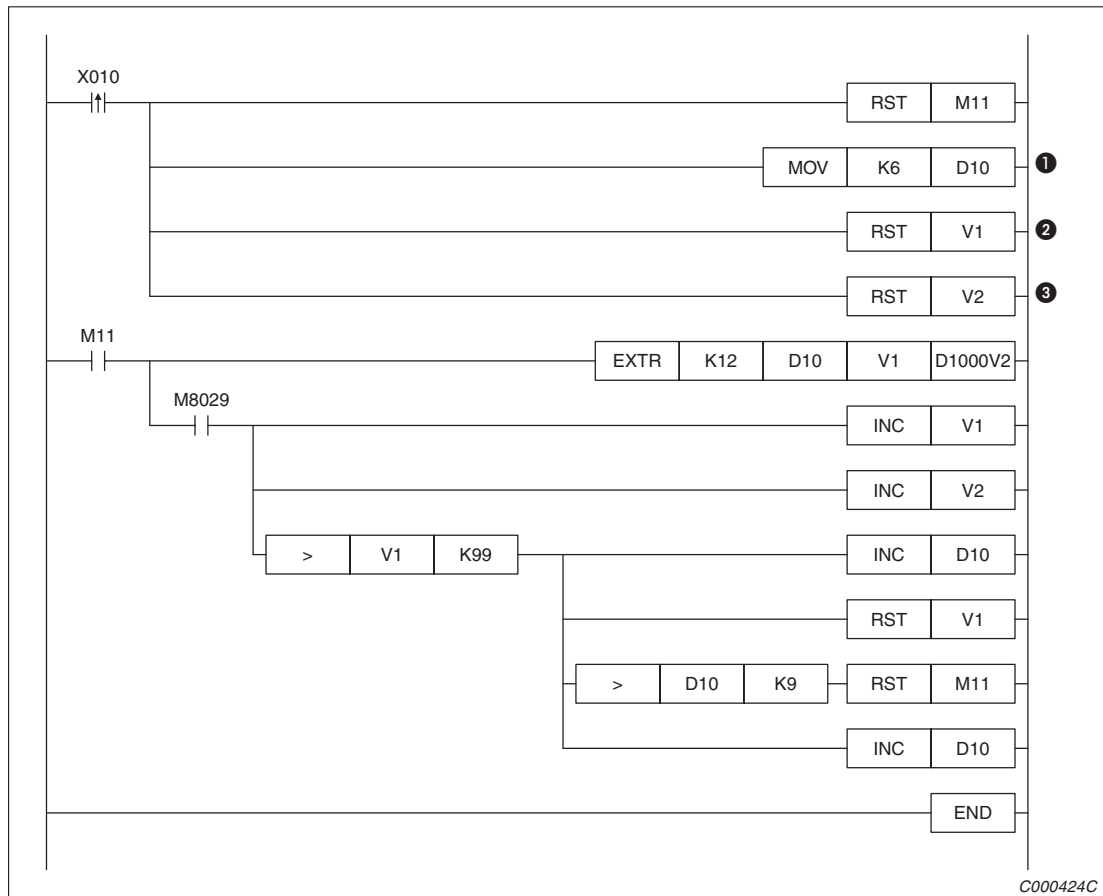 X010
RST M11
MOV K6 D10 ❶
RST V1 ❷
RST V2 ❸
M11
EXTR K12 D10 V1 D1000V2
M8029
INC V1
INC V2
> V1 K99 INC D10
RST V1
> D10 K9 RST M11
INC D10
END
C000424C